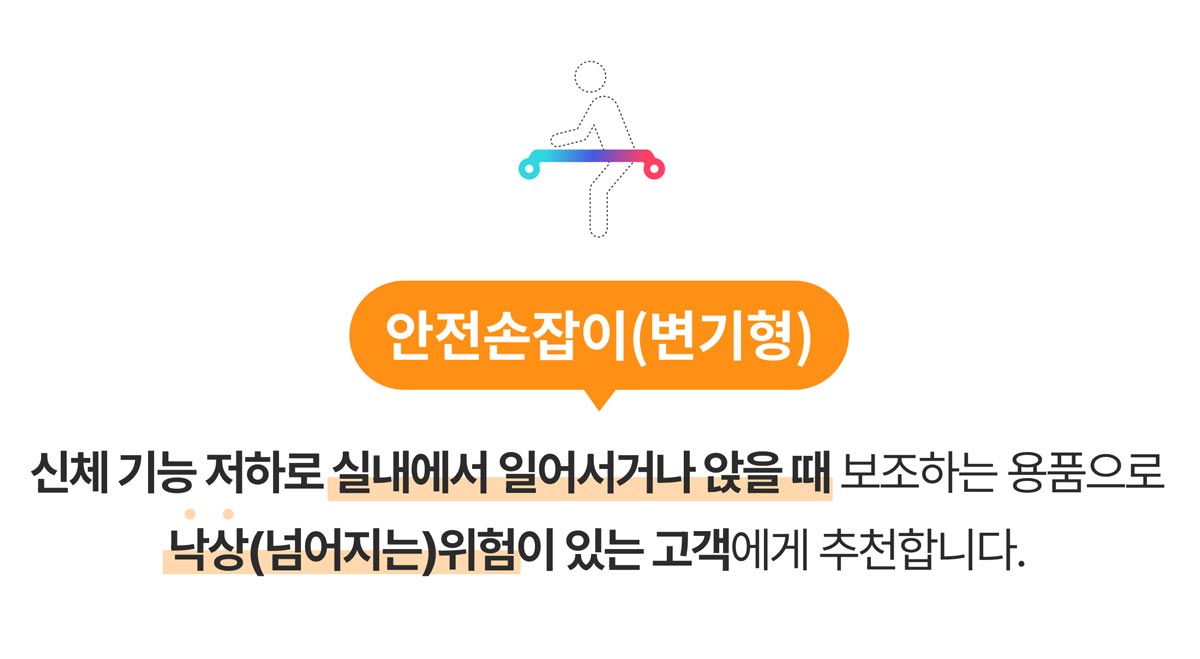 안전손잡이(변기형)
신체 기능 저하로 실내에서 일어서거나 앉을 때 보조하는 용품으로
낙상(넘어지는)위험이 있는 고객에게 추천합니다.